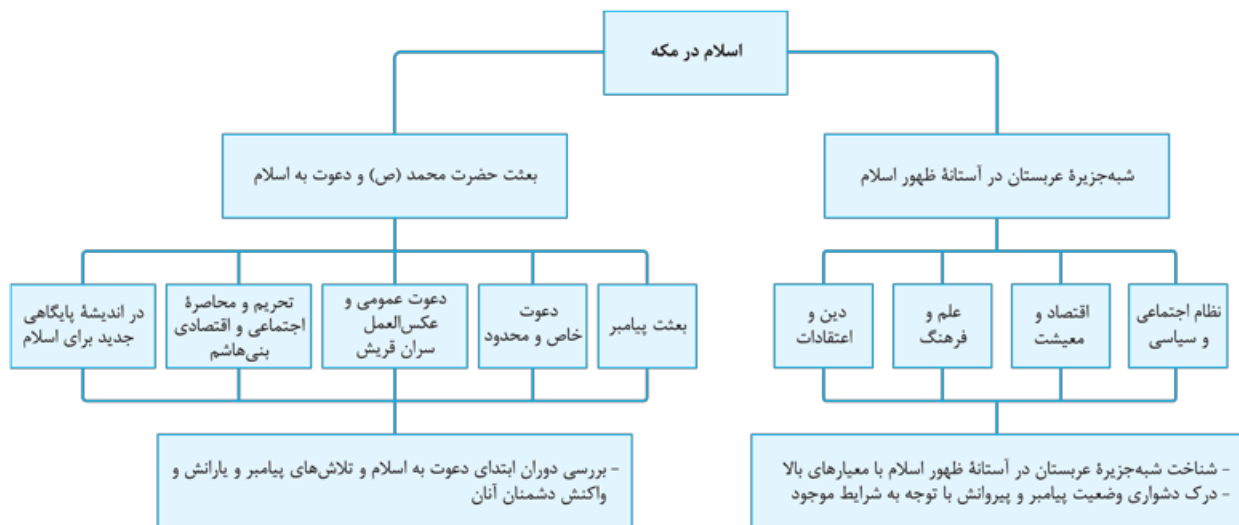 اسلام در مکه
شبه‌جزیرهٔ عربستان در آستانهٔ ظهور اسلام
بعثت حضرت محمد (ص) و دعوت به اسلام
نظام اجتماعی
و سیاسی
اقتصاد و
معیشت
علم و
فرهنگ
دین و
اعتقادات
بعثت پیامبر
دعوت
خاص و محدود
دعوت عمومی و
عکس‌العمل
سران قریش
تحریم و محاصرهٔ
اجتماعی و اقتصادی
بنی‌هاشم
در اندیشهٔ پایگاهی
جدید برای اسلام
- شناخت شبه‌جزیرهٔ عربستان در آستانهٔ ظهور اسلام با معیارهای بالا
- درک دشواری وضعیت پیامبر و پیروانش با توجه به شرایط موجود
- بررسی دوران ابتدای دعوت به اسلام و تلاش‌های پیامبر و یارانش و
واکنش دشمنان آنان